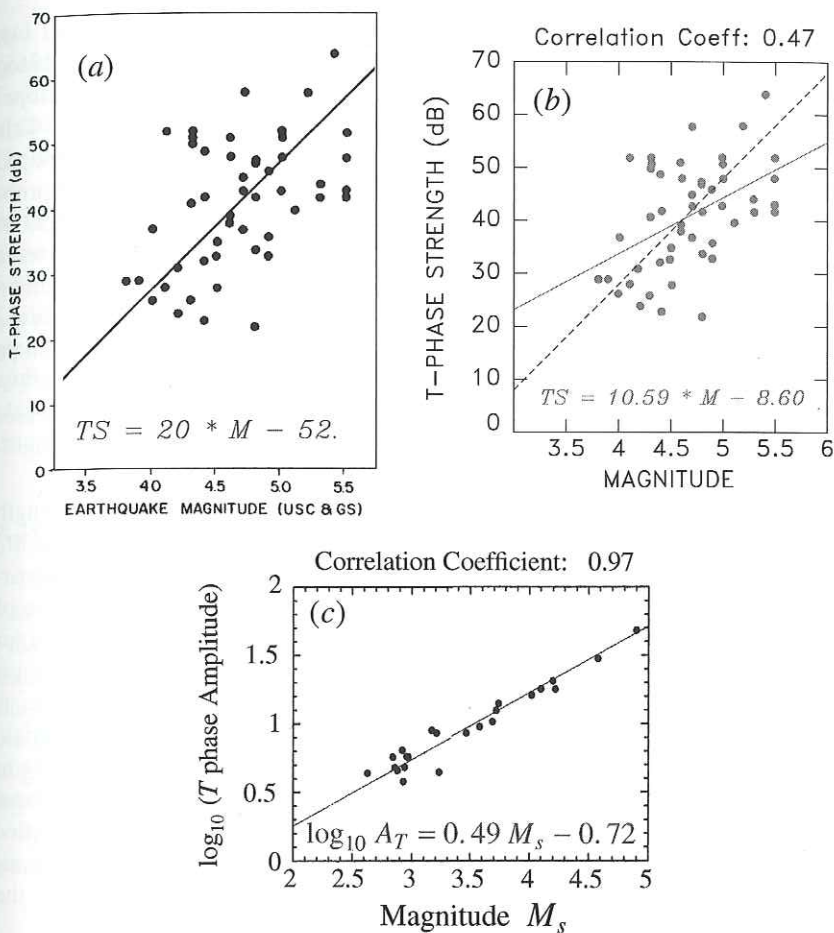 (a)
70
60
50
40
30
20
10
0
T-PHASE STRENGTH (db)
TS = 20 * M - 52.
3.5 4.0 4.5 5.0 5.5
EARTHQUAKE MAGNITUDE (USC & GS)
Correlation Coeff: 0.47
(b)
70
60
50
40
30
20
10
0
T-PHASE STRENGTH (dB)
TS = 10.59 * M - 8.60
3.5 4 4.5 5 5.5 6
MAGNITUDE
Correlation Coefficient: 0.97
(c)
2
1.5
1
0.5
0
log₁₀ (T phase Amplitude)
log₁₀ A_T = 0.49 M_s - 0.72
2 2.5 3 3.5 4 4.5 5
Magnitude M_s